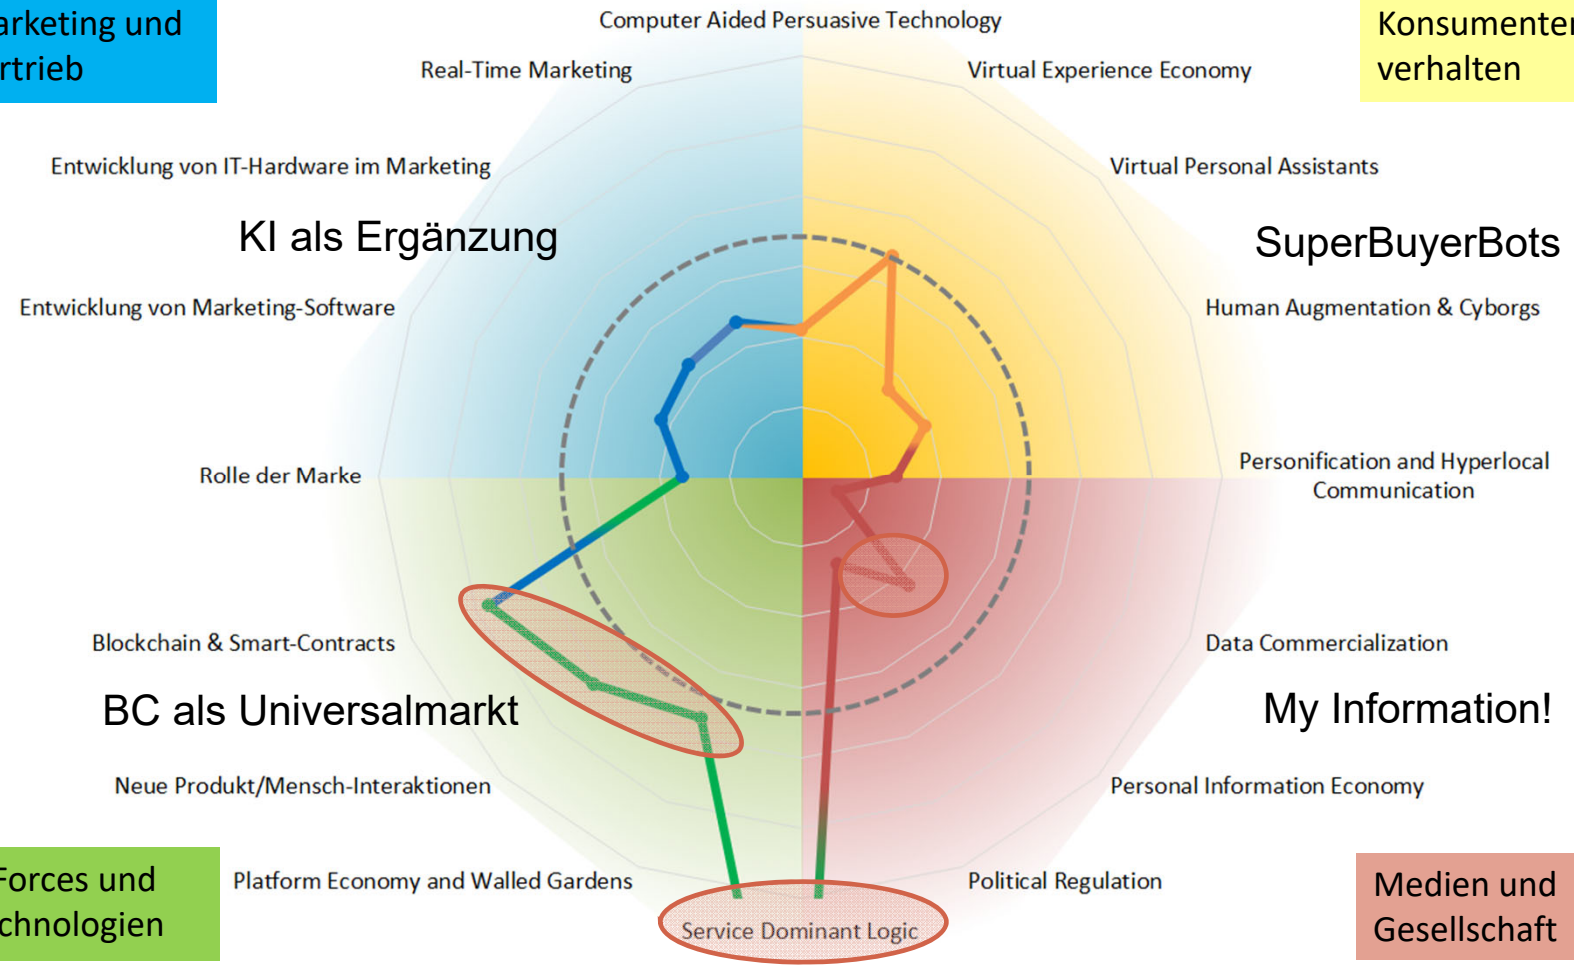 arketing und
rtrieb
Computer Aided Persuasive Technology
Konsumenten
verhalten
Real-Time Marketing
Virtual Experience Economy
Entwicklung von IT-Hardware im Marketing
Virtual Personal Assistants
KI als Ergänzung
SuperBuyerBots
Entwicklung von Marketing-Software
Human Augmentation & Cyborgs
Rolle der Marke
Personification and Hyperlocal
Communication
Blockchain & Smart-Contracts
Data Commercialization
BC als Universalmarkt
My Information!
Neue Produkt/Mensch-Interaktionen
Personal Information Economy
Forces und
chnologien
Platform Economy and Walled Gardens
Political Regulation
Medien und
Gesellschaft
Service Dominant Logic